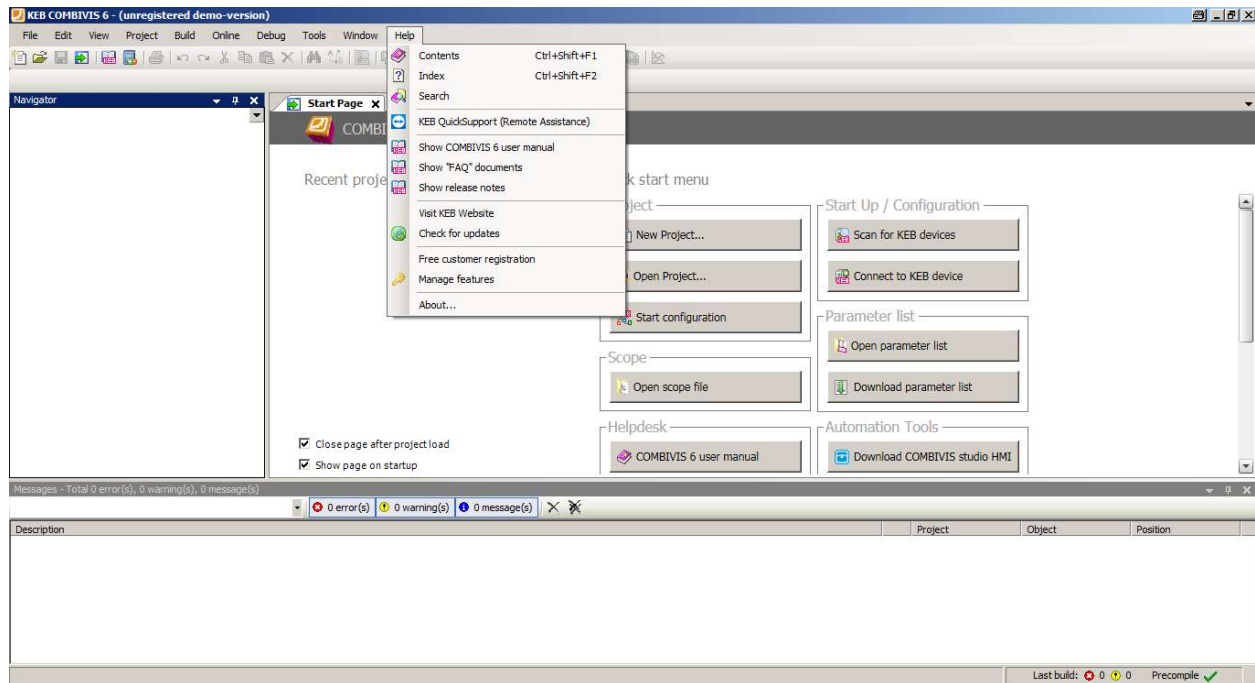 KEB COMBIVIS 6 - (unregistered demo-version)
File Edit View Project Build Online Debug Tools Window Help
Contents Ctrl+Shift+F1
Index Ctrl+Shift+F2
Search
KEB QuickSupport (Remote Assistance)
Show COMBIVIS 6 user manual
Show "FAQ" documents
Show release notes
Visit KEB Website
Check for updates
Free customer registration
Manage features
About...
Navigator
Start Page
Start Up / Configuration
New Project...
Scan for KEB devices
Open Project...
Connect to KEB device
Start configuration
Parameter list
Open parameter list
Scope
Open scope file
Download parameter list
Helpdesk
Automation Tools
COMBIVIS 6 user manual
Download COMBIVIS studio HMI
Close page after project load
Show page on startup
Messages - Total 0 error(s), 0 warning(s), 0 message(s)
0 error(s) 0 warning(s) 0 message(s)
Description Project Object Position
Last build: 0 0 Precompile